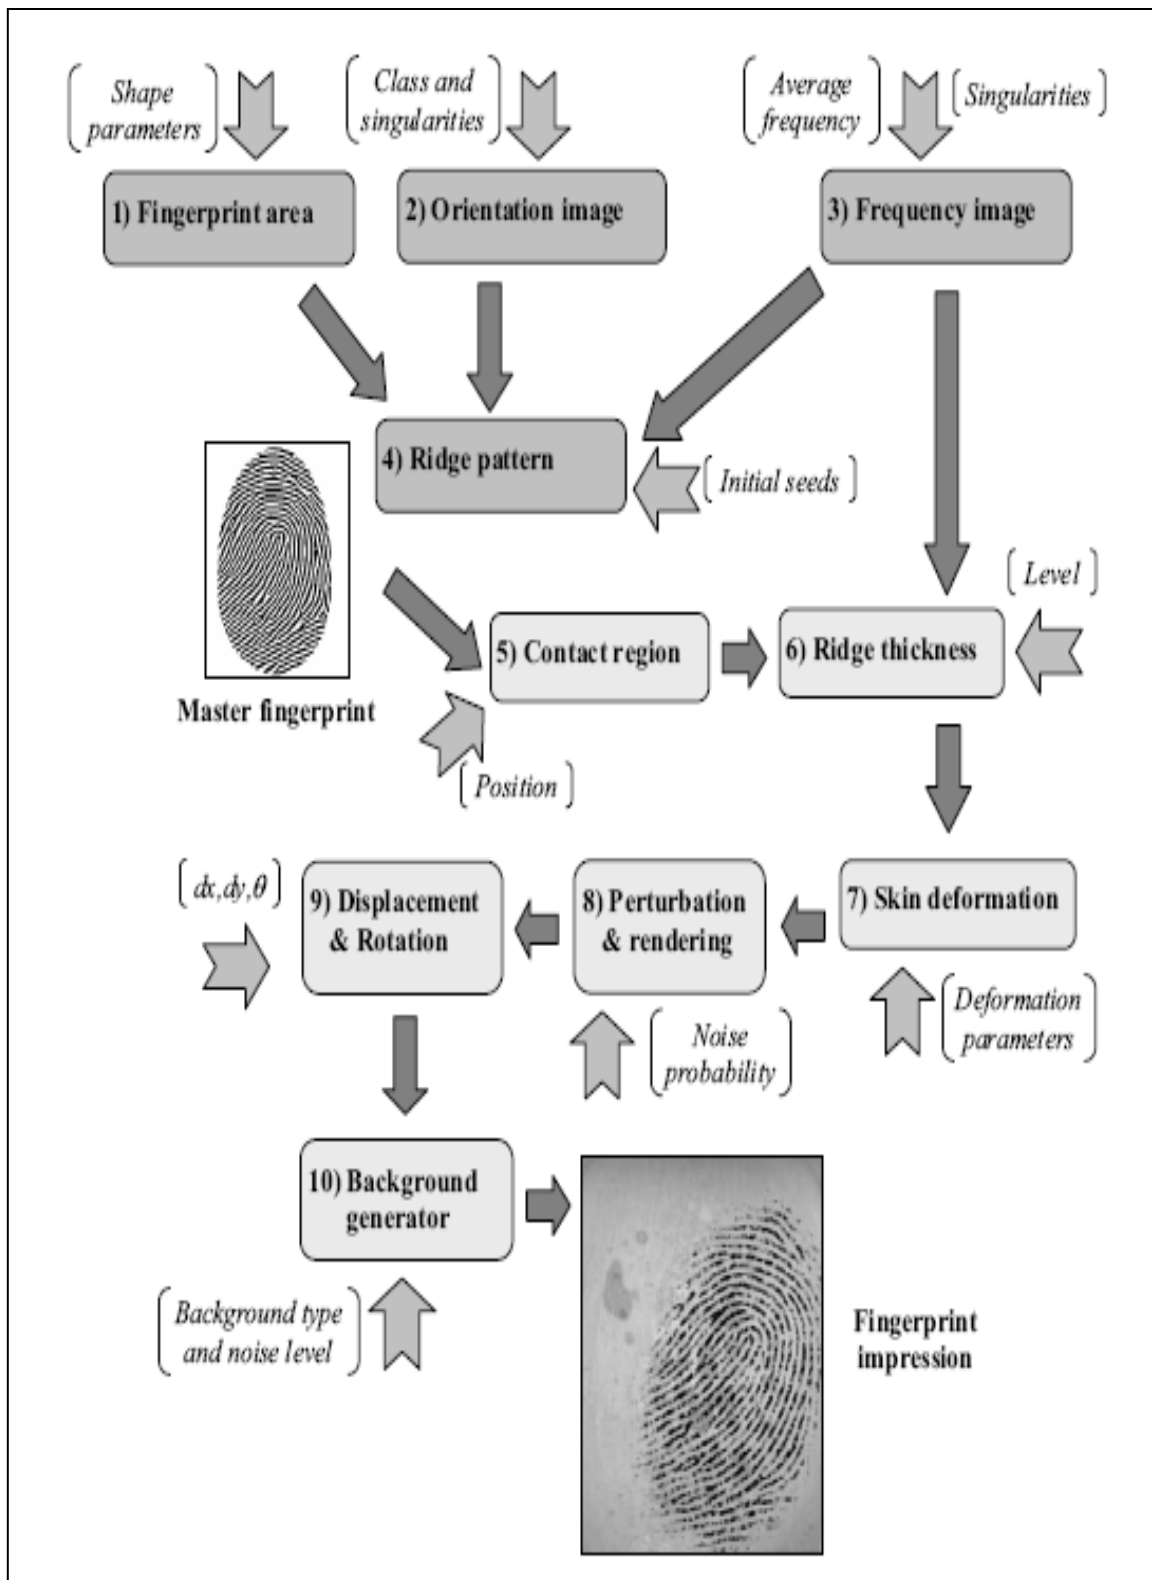 Shape
parameters
Class and
singularities
Average
frequency
Singularities
1) Fingerprint area
2) Orientation image
3) Frequency image
4) Ridge pattern
Initial seeds
Level
5) Contact region
6) Ridge thickness
Master fingerprint
Position
dx,dy,θ
9) Displacement
& Rotation
8) Perturbation
& rendering
7) Skin deformation
Noise
probability
Deformation
parameters
10) Background
generator
Background type
and noise level
Fingerprint
impression